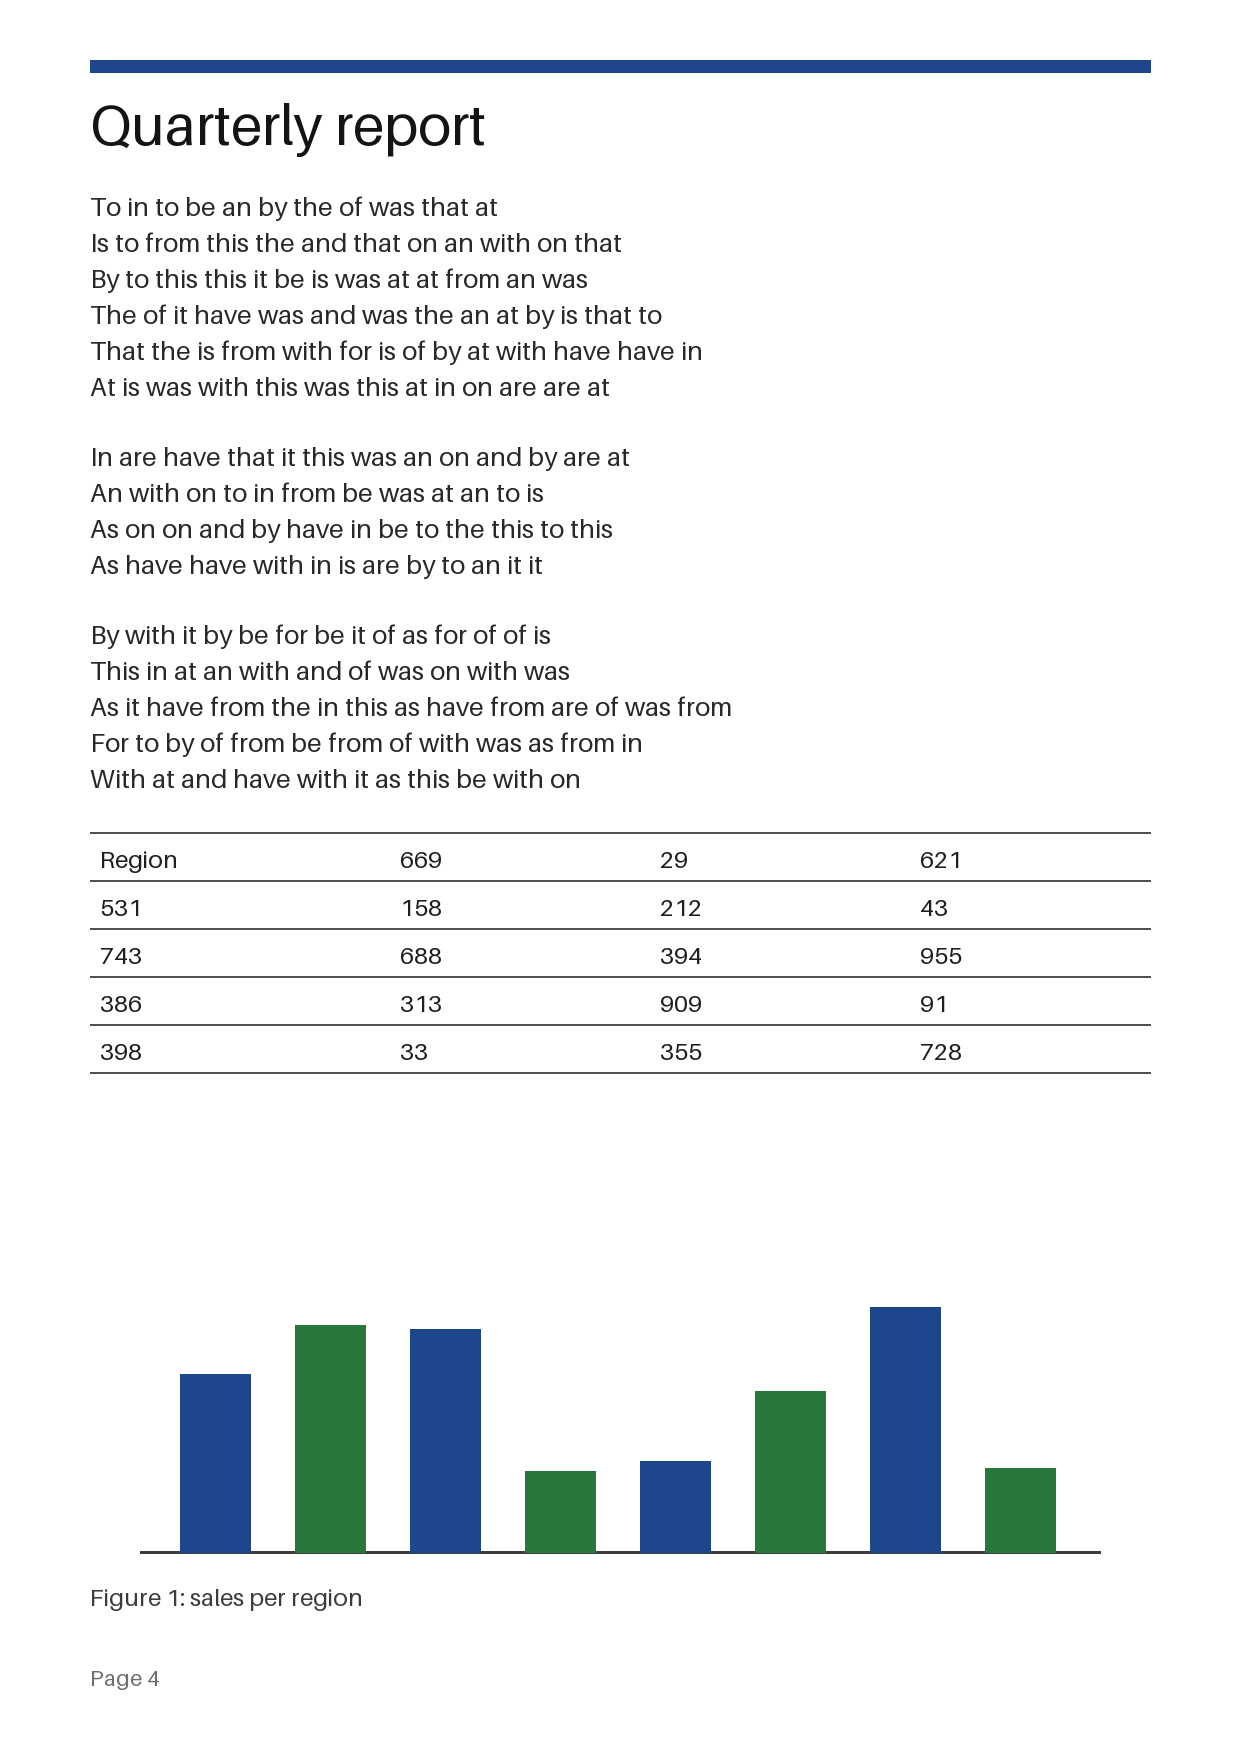 Quarterly report
To in to be an by the of was that at
Is to from this the and that on an with on that
By to this this it be is was at at from an was
The of it have was and was the an at by is that to
That the is from with for is of by at with have have in
At is was with this was this at in on are are at
In are have that it this was an on and by are at
An with on to in from be was at an to is
As on on and by have in be to the this to this
As have have with in is are by to an it it
By with it by be for be it of as for of of is
This in at an with and of was on with was
As it have from the in this as have from are of was from
For to by of from be from of with was as from in
With at and have with it as this be with on
Region 669 29 621
531 158 212 43
743 688 394 955
386 313 909 91
398 33 355 728
Figure 1: sales per region
Page 4